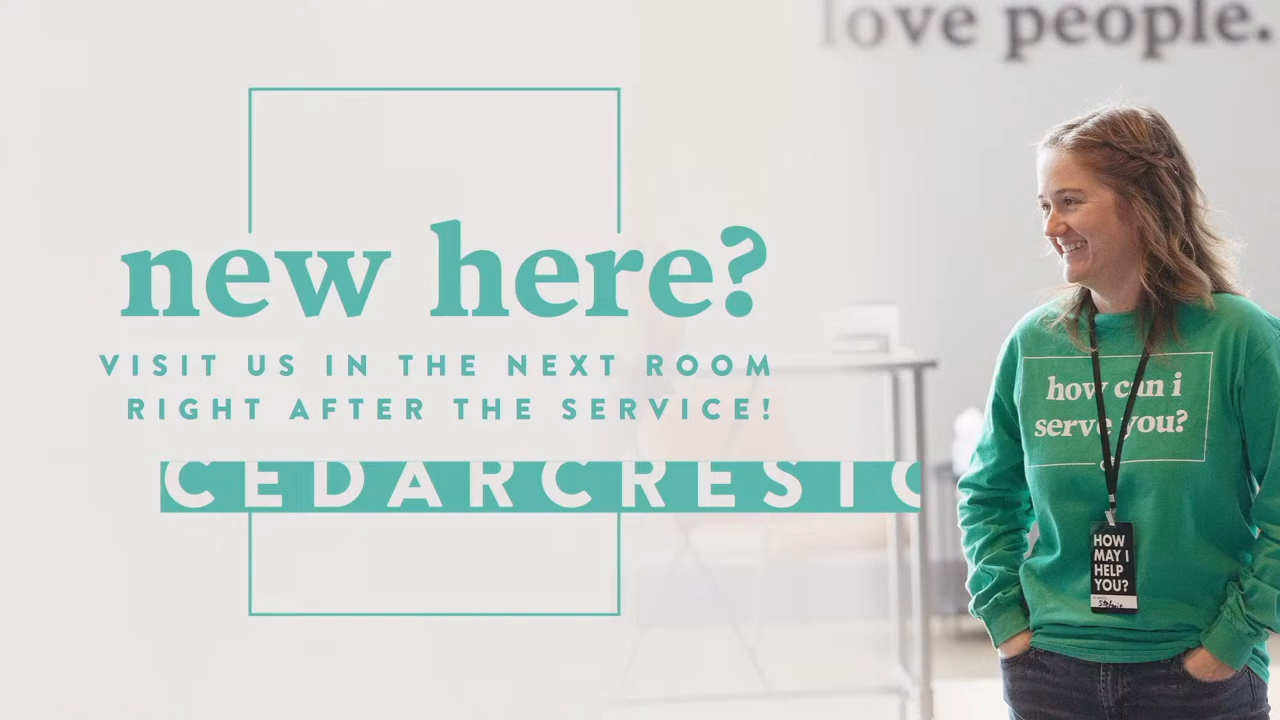 love people.
new here?
VISIT US IN THE NEXT ROOM
RIGHT AFTER THE SERVICE!
CEDARCREST
how can i
serve you?
HOW
MAY I
HELP
YOU?